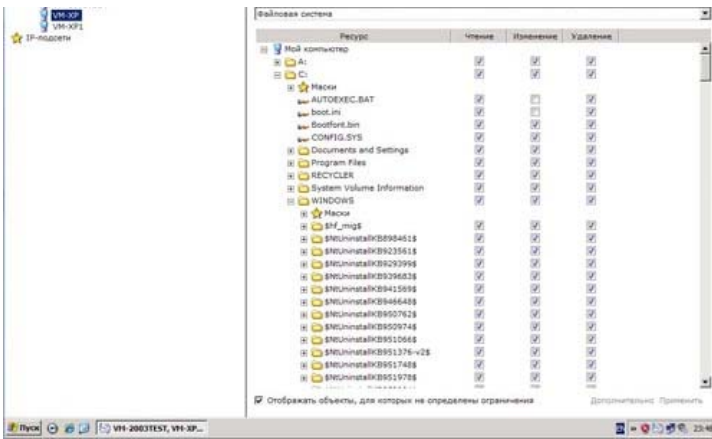 VM-XP
VM-XP1
IP-подсети
Файловая система
Ресурс Чтение Изменение Удаление
Мой компьютер
A:
C:
Маски
AUTOEXEC.BAT
boot.ini
Bootfont.bin
CONFIG.SYS
Documents and Settings
Program Files
RECYCLER
System Volume Information
WINDOWS
Маски
$hf_mig$
$NtUninstallKB898461$
$NtUninstallKB923561$
$NtUninstallKB929399$
$NtUninstallKB939683$
$NtUninstallKB941569$
$NtUninstallKB946648$
$NtUninstallKB950762$
$NtUninstallKB950974$
$NtUninstallKB951066$
$NtUninstallKB951376-v2$
$NtUninstallKB951748$
$NtUninstallKB951978$
Отображать объекты, для которых не определены ограничения Дополнительно Применить
Пуск VM-2003TEST, VM-XP...